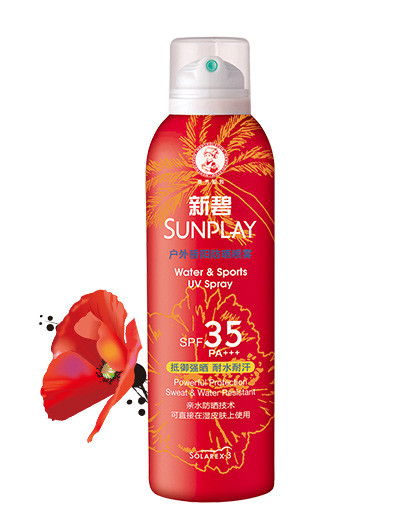 新碧
SUNPLAY
户外骄阳防晒喷雾
Water & Sports
UV Spray
SPF 35
PA+++
抵御强晒 耐水耐汗
Powerful Protection
Sweat & Water Resistant
亲水防晒技术
可直接在湿皮肤上使用
SOLAREX-3